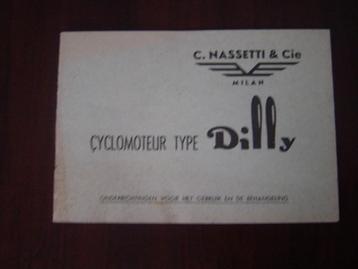 C. NASSETTI & Cie
MILAN
CYCLOMOTEUR TYPE Dilly
ONDERRICHTINGEN VOOR HET GEBRUIK EN DE BEHANDELING